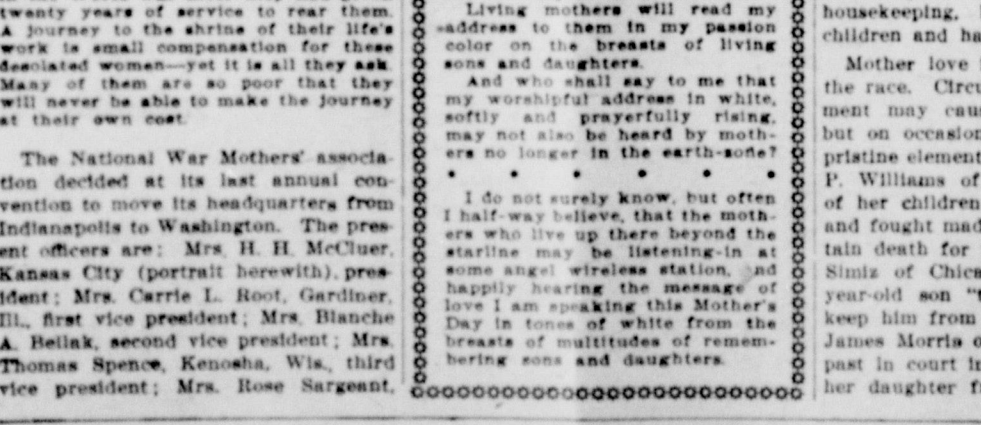 twenty years of service to rear them.
A journey to the shrine of their life's
work is small compensation for these
desolated women—yet it is all they ask.
Many of them are so poor that they
will never be able to make the journey
at their own cost.
The National War Mothers' associa-
tion decided at its last annual con-
vention to move its headquarters from
Indianapolis to Washington. The pres-
ent officers are: Mrs. H. H. McCluer,
Kansas City (portrait herewith), pres-
ident; Mrs. Carrie L. Root, Gardiner,
Ill., first vice president; Mrs. Blanche
A. Bellak, second vice president; Mrs.
Thomas Spence, Kenosha, Wis., third
vice president; Mrs. Rose Sargeant,
Living mothers will read my
address to them in my passion
color on the breasts of living
sons and daughters.
And who shall say to me that
my worshipful address in white,
softly and prayerfully rising,
may not also be heard by moth-
ers no longer in the earth-zone?
* * * * * *
I do not surely know, but often
I half-way believe, that the moth-
ers who live up there beyond the
starline may be listening-in at
some angel wireless station, and
happily hearing the message of
love I am speaking this Mother's
Day in tones of white from the
breasts of multitudes of remem-
bering sons and daughters.
housekeeping.
children and ha
Mother love i
the race. Circu
ment may cau
but on occasion
pristine element
P. Williams of
of her children
and fought mad
tain death for
Simiz of Chica
year-old son "
keep him from
James Morris o
past in court in
her daughter f